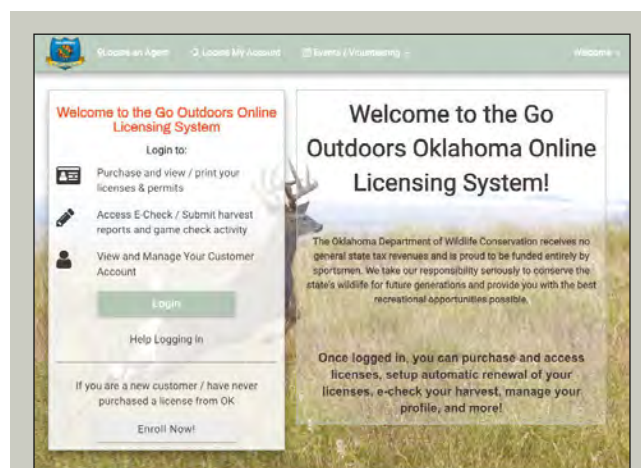 Locate an Agent Locate My Account Events / Volunteering Welcome
Welcome to the Go Outdoors Online
Licensing System
Login to:
Purchase and view / print your
licenses & permits
Access E-Check / Submit harvest
reports and game check activity
View and Manage Your Customer
Account
Login
Help Logging In
If you are a new customer / have never
purchased a license from OK
Enroll Now!
Welcome to the Go
Outdoors Oklahoma Online
Licensing System!
The Oklahoma Department of Wildlife Conservation receives no
general state tax revenues and is proud to be funded entirely by
sportsmen. We take our responsibility seriously to conserve the
state's wildlife for future generations and provide you with the best
recreational opportunities possible.
Once logged in, you can purchase and access
licenses, setup automatic renewal of your
licenses, e-check your harvest, manage your
profile, and more!